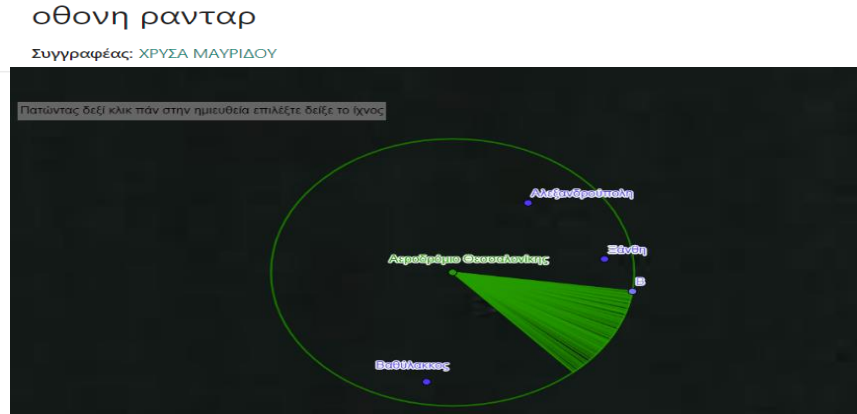 οθονη ρανταρ
Συγγραφέας: ΧΡΥΣΑ ΜΑΥΡΙΔΟΥ
Πατώντας δεξί κλικ πάν στην ημιευθεία επιλέξτε δείξε το ίχνος
Αλεξανδρούπολη
Ξάνθη
Αεροδρόμιο Θεσσαλονίκης
Β
Βαθύλακκος